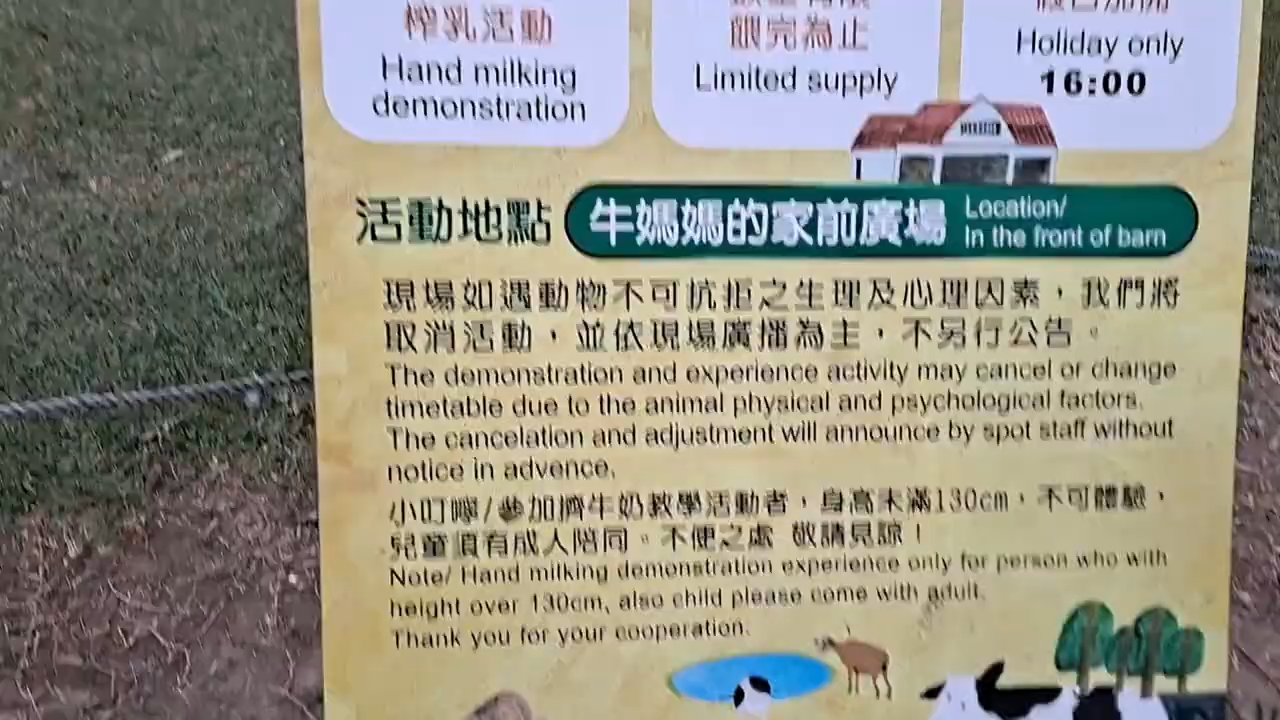 榨乳活動
Hand milking
demonstration
餵完為止
Limited supply
Holiday only
16:00
活動地點
牛媽媽的家前廣場
Location/
In the front of barn
現場如遇動物不可抗拒之生理及心理因素，我們將
取消活動，並依現場廣播為主，不另行公告。
The demonstration and experience activity may cancel or change
timetable due to the animal physical and psychological factors.
The cancelation and adjustment will announce by spot staff without
notice in advence.
小叮嚀/參加擠牛奶教學活動者，身高未滿130cm，不可體驗，
兒童須有成人陪同。不便之處 敬請見諒！
Note/ Hand milking demonstration experience only for person who with
height over 130cm, also child please come with adult.
Thank you for your cooperation.